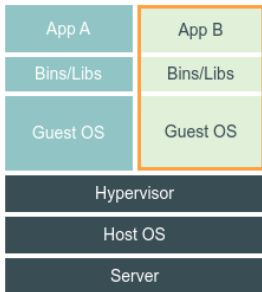 App A
App B
Bins/Libs
Bins/Libs
Guest OS
Guest OS
Hypervisor
Host OS
Server